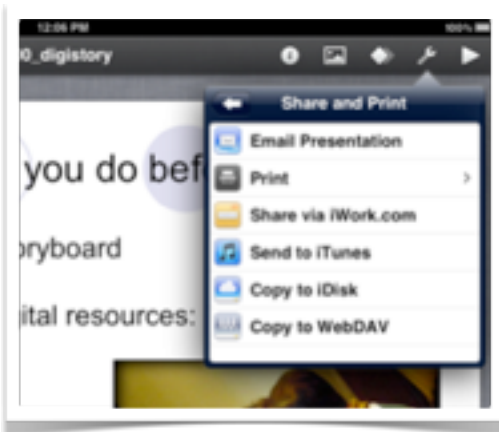 12:06 PM 100%
0_digistory
Share and Print
Email Presentation
Print
Share via iWork.com
Send to iTunes
Copy to iDisk
Copy to WebDAV
you do bef
oryboard
ital resources: